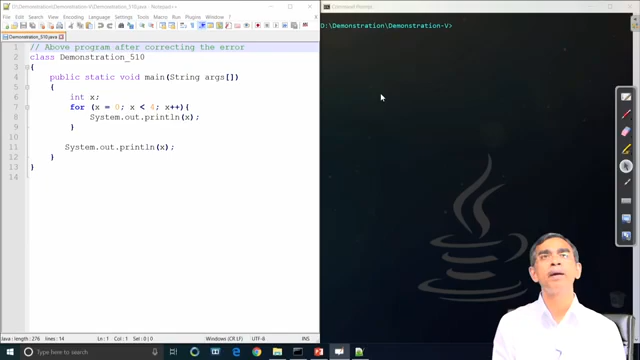 D:\Demonstration\Demonstration-V\Demonstration_510.java - Notepad++
File Edit Search View Encoding Language Settings Tools Macro Run Plugins Window ?
Demonstration_510.java
1 // Above program after correcting the error
2 class Demonstration_510
3 {
4 public static void main(String args[])
5 {
6 int x;
7 for (x = 0; x < 4; x++){
8 System.out.println(x);
9 }
10
11 System.out.println(x);
12 }
13 }
14
Java : length: 276 lines: 14 Ln: 1 Col: 1 Sel: 0 | 0 Windows (CR LF) UTF-8 INS
Command Prompt
D:\Demonstration\Demonstration-V>
Type here to search